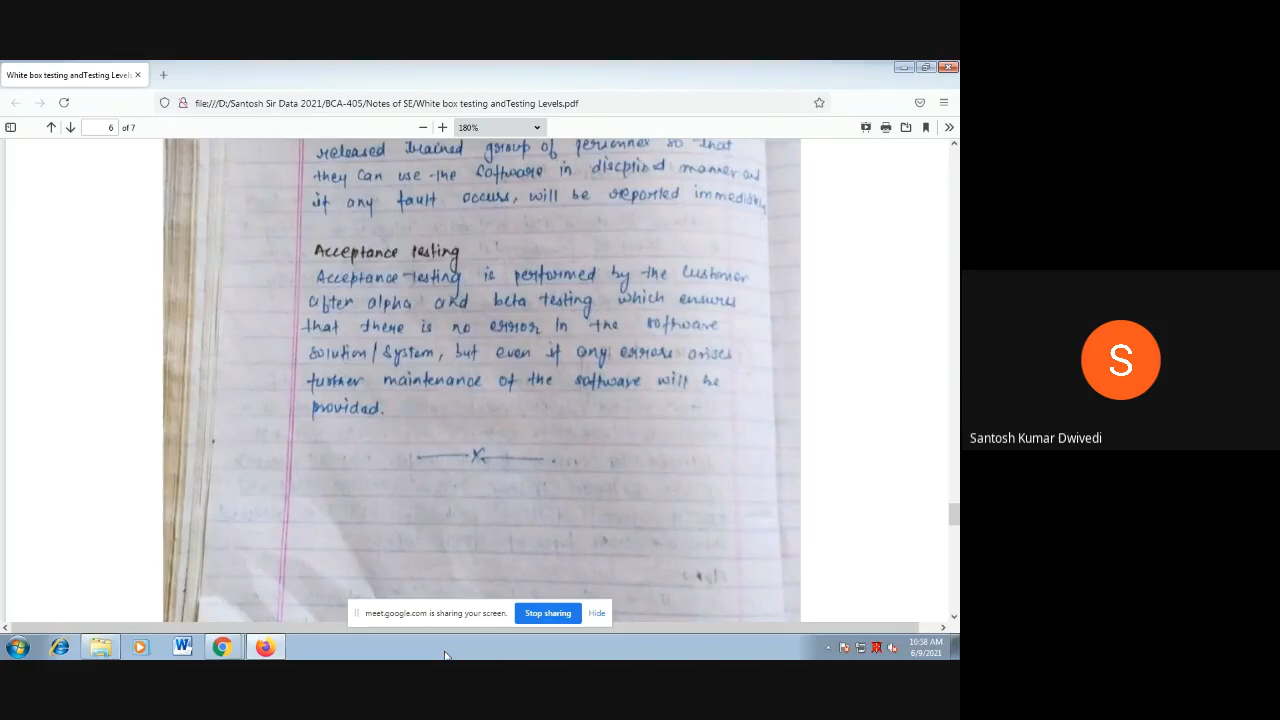 White box testing andTesting Levels
file:///D:/Santosh Sir Data 2021/BCA-405/Notes of SE/White box testing andTesting Levels.pdf
6 of 7
180%
released trained group of personnel so that
they can use the software in discplined manner and
if any fault occurs, will be reported immediately
Acceptance testing
Acceptance testing is performed by the customer
after alpha and beta testing which ensures
that there is no error in the software
solution/system, but even if any errors arises
further maintenance of the software will be
provided.
meet.google.com is sharing your screen.
Stop sharing
Hide
10:58 AM
6/9/2021
S
Santosh Kumar Dwivedi